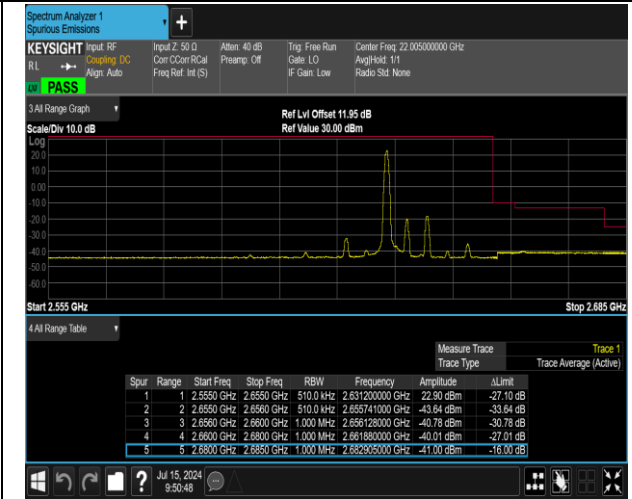 Spectrum Analyzer 1
Spurious Emissions
+
KEYSIGHT Input: RF Input Z: 50 Ω Atten: 40 dB Trig: Free Run Center Freq: 22.005000000 GHz
RL Coupling: DC Corr CCorr RCal Preamp: Off Gate: LO Avg|Hold: 1/1
Align: Auto Freq Ref: Int (S) IF Gain: Low Radio Std: None
PASS
3 All Range Graph
Ref Lvl Offset 11.95 dB
Scale/Div 10.0 dB Ref Value 30.00 dBm
Log
20.0
10.0
0.00
-10.0
-20.0
-30.0
-40.0
-50.0
-60.0
Start 2.555 GHz Stop 2.685 GHz
4 All Range Table
Measure Trace Trace 1
Trace Type Trace Average (Active)
Spur Range Start Freq Stop Freq RBW Frequency Amplitude ΔLimit
1 1 2.5550 GHz 2.6550 GHz 510.0 kHz 2.631200000 GHz 22.90 dBm -27.10 dB
2 2 2.6550 GHz 2.6560 GHz 510.0 kHz 2.655741000 GHz -43.64 dBm -33.64 dB
3 3 2.6560 GHz 2.6600 GHz 1.000 MHz 2.656128000 GHz -40.78 dBm -30.78 dB
4 4 2.6600 GHz 2.6800 GHz 1.000 MHz 2.661880000 GHz -40.01 dBm -27.01 dB
5 5 2.6800 GHz 2.6850 GHz 1.000 MHz 2.682905000 GHz -41.00 dBm -16.00 dB
? Jul 15, 2024
9:50:48